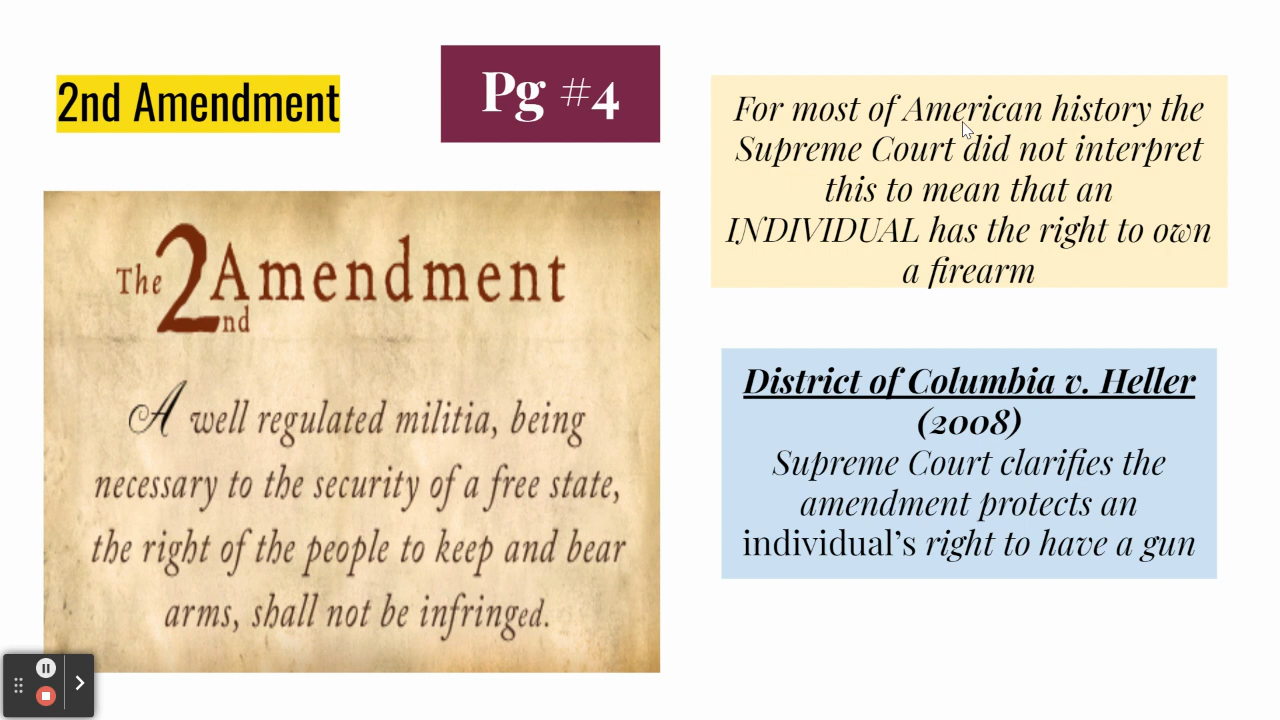 2nd Amendment
Pg #4
The 2nd Amendment
A well regulated militia, being
necessary to the security of a free state,
the right of the people to keep and bear
arms, shall not be infringed.
For most of American history the
Supreme Court did not interpret
this to mean that an
INDIVIDUAL has the right to own
a firearm
District of Columbia v. Heller
(2008)
Supreme Court clarifies the
amendment protects an
individual's right to have a gun